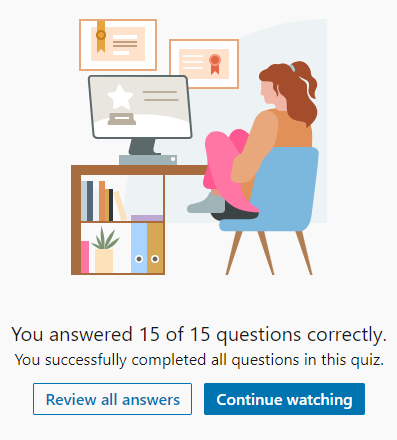 You answered 15 of 15 questions correctly.
You successfully completed all questions in this quiz.
Review all answers
Continue watching